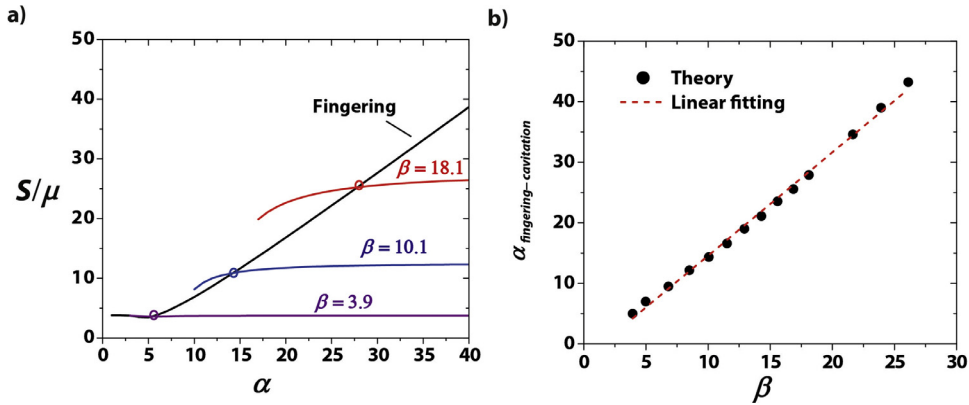 a)
50
40
30
20
10
0
S/μ
Fingering
β = 18.1
β = 10.1
β = 3.9
0 5 10 15 20 25 30 35 40
α
b)
50
40
30
20
10
0
α fingering–cavitation
Theory
Linear fitting
0 5 10 15 20 25 30
β